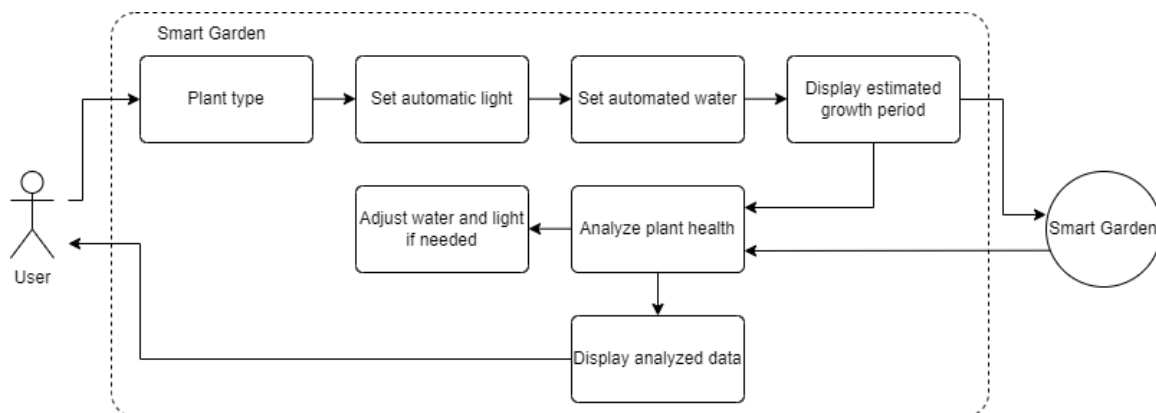 Smart Garden
Plant type
Set automatic light
Set automated water
Display estimated
growth period
Adjust water and light
if needed
Analyze plant health
Smart Garden
User
Display analyzed data